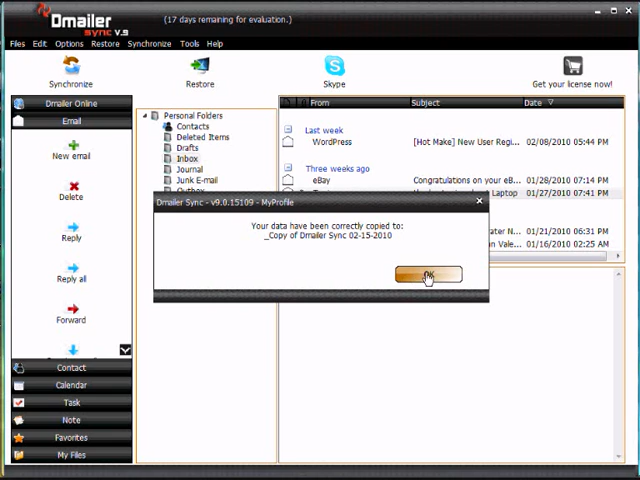 Dmailer
sync v.9
(17 days remaining for evaluation.)
Files Edit Options Restore Synchronize Tools Help
Synchronize
Restore
Skype
Get your license now!
Dmailer Online
Email
New email
Delete
Reply
Reply all
Forward
Contact
Calendar
Task
Note
Favorites
My Files
Personal Folders
Contacts
Deleted Items
Drafts
Inbox
Journal
Junk E-mail
Outbox
From Subject Date
Last week
WordPress [Hot Make] New User Regi... 02/08/2010 05:44 PM
Three weeks ago
eBay Congratulations on your eB... 01/28/2010 07:14 PM
Laptop 01/27/2010 07:41 PM
ater N... 01/21/2010 06:31 PM
an Vale... 01/16/2010 02:25 AM
Dmailer Sync - v9.0.15109 - MyProfile
Your data have been correctly copied to:
_Copy of Dmailer Sync 02-15-2010
OK